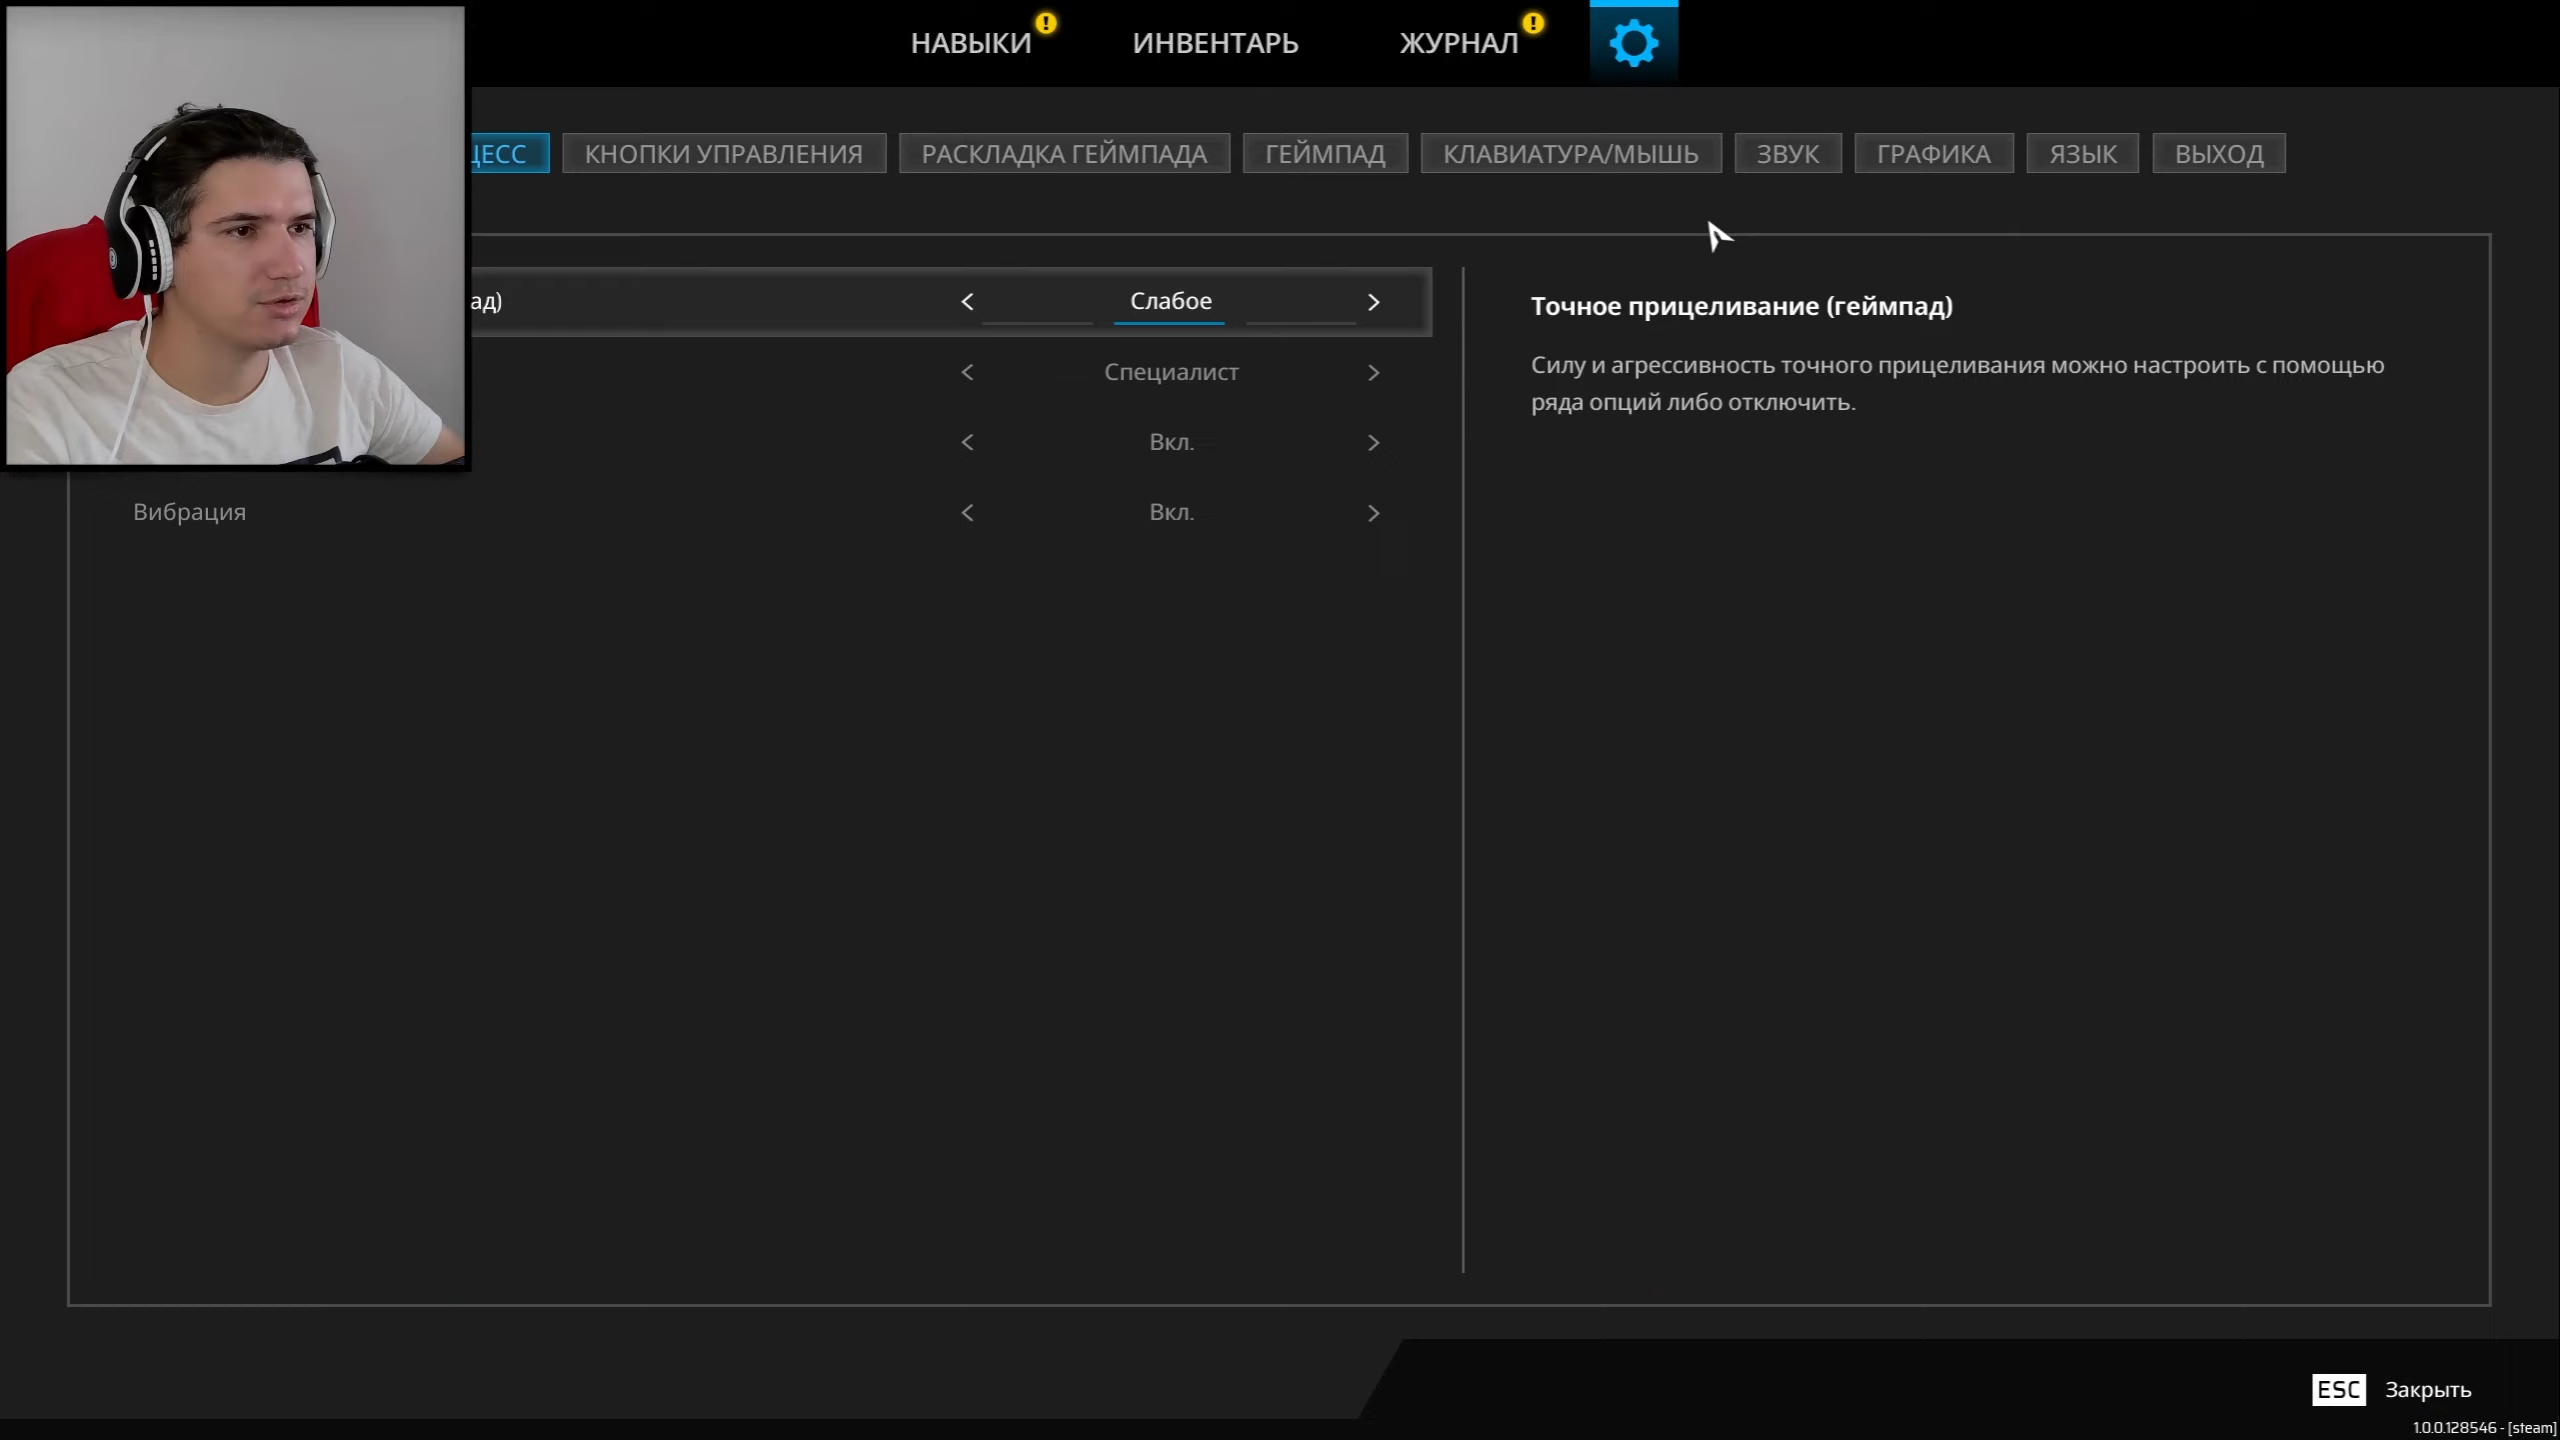 НАВЫКИ
ИНВЕНТАРЬ
ЖУРНАЛ
ЦЕСС
КНОПКИ УПРАВЛЕНИЯ
РАСКЛАДКА ГЕЙМПАДА
ГЕЙМПАД
КЛАВИАТУРА/МЫШЬ
ЗВУК
ГРАФИКА
ЯЗЫК
ВЫХОД
ад)
Слабое
Специалист
Вкл.
Вибрация
Вкл.
Точное прицеливание (геймпад)
Силу и агрессивность точного прицеливания можно настроить с помощью
ряда опций либо отключить.
ESC Закрыть
1.0.0.128546 - [steam]